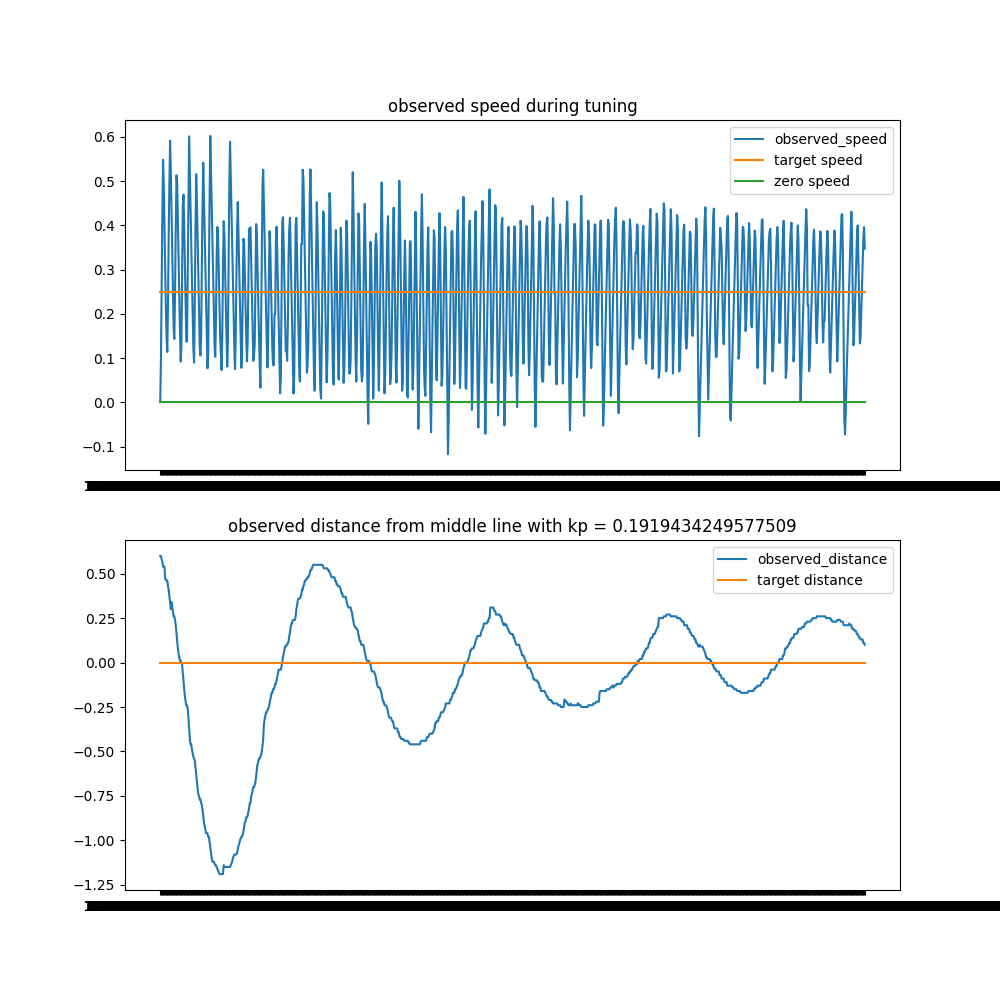 observed speed during tuning
observed_speed
target speed
zero speed
0.6
0.5
0.4
0.3
0.2
0.1
0.0
−0.1
observed distance from middle line with kp = 0.1919434249577509
observed_distance
target distance
0.50
0.25
0.00
−0.25
−0.50
−0.75
−1.00
−1.25